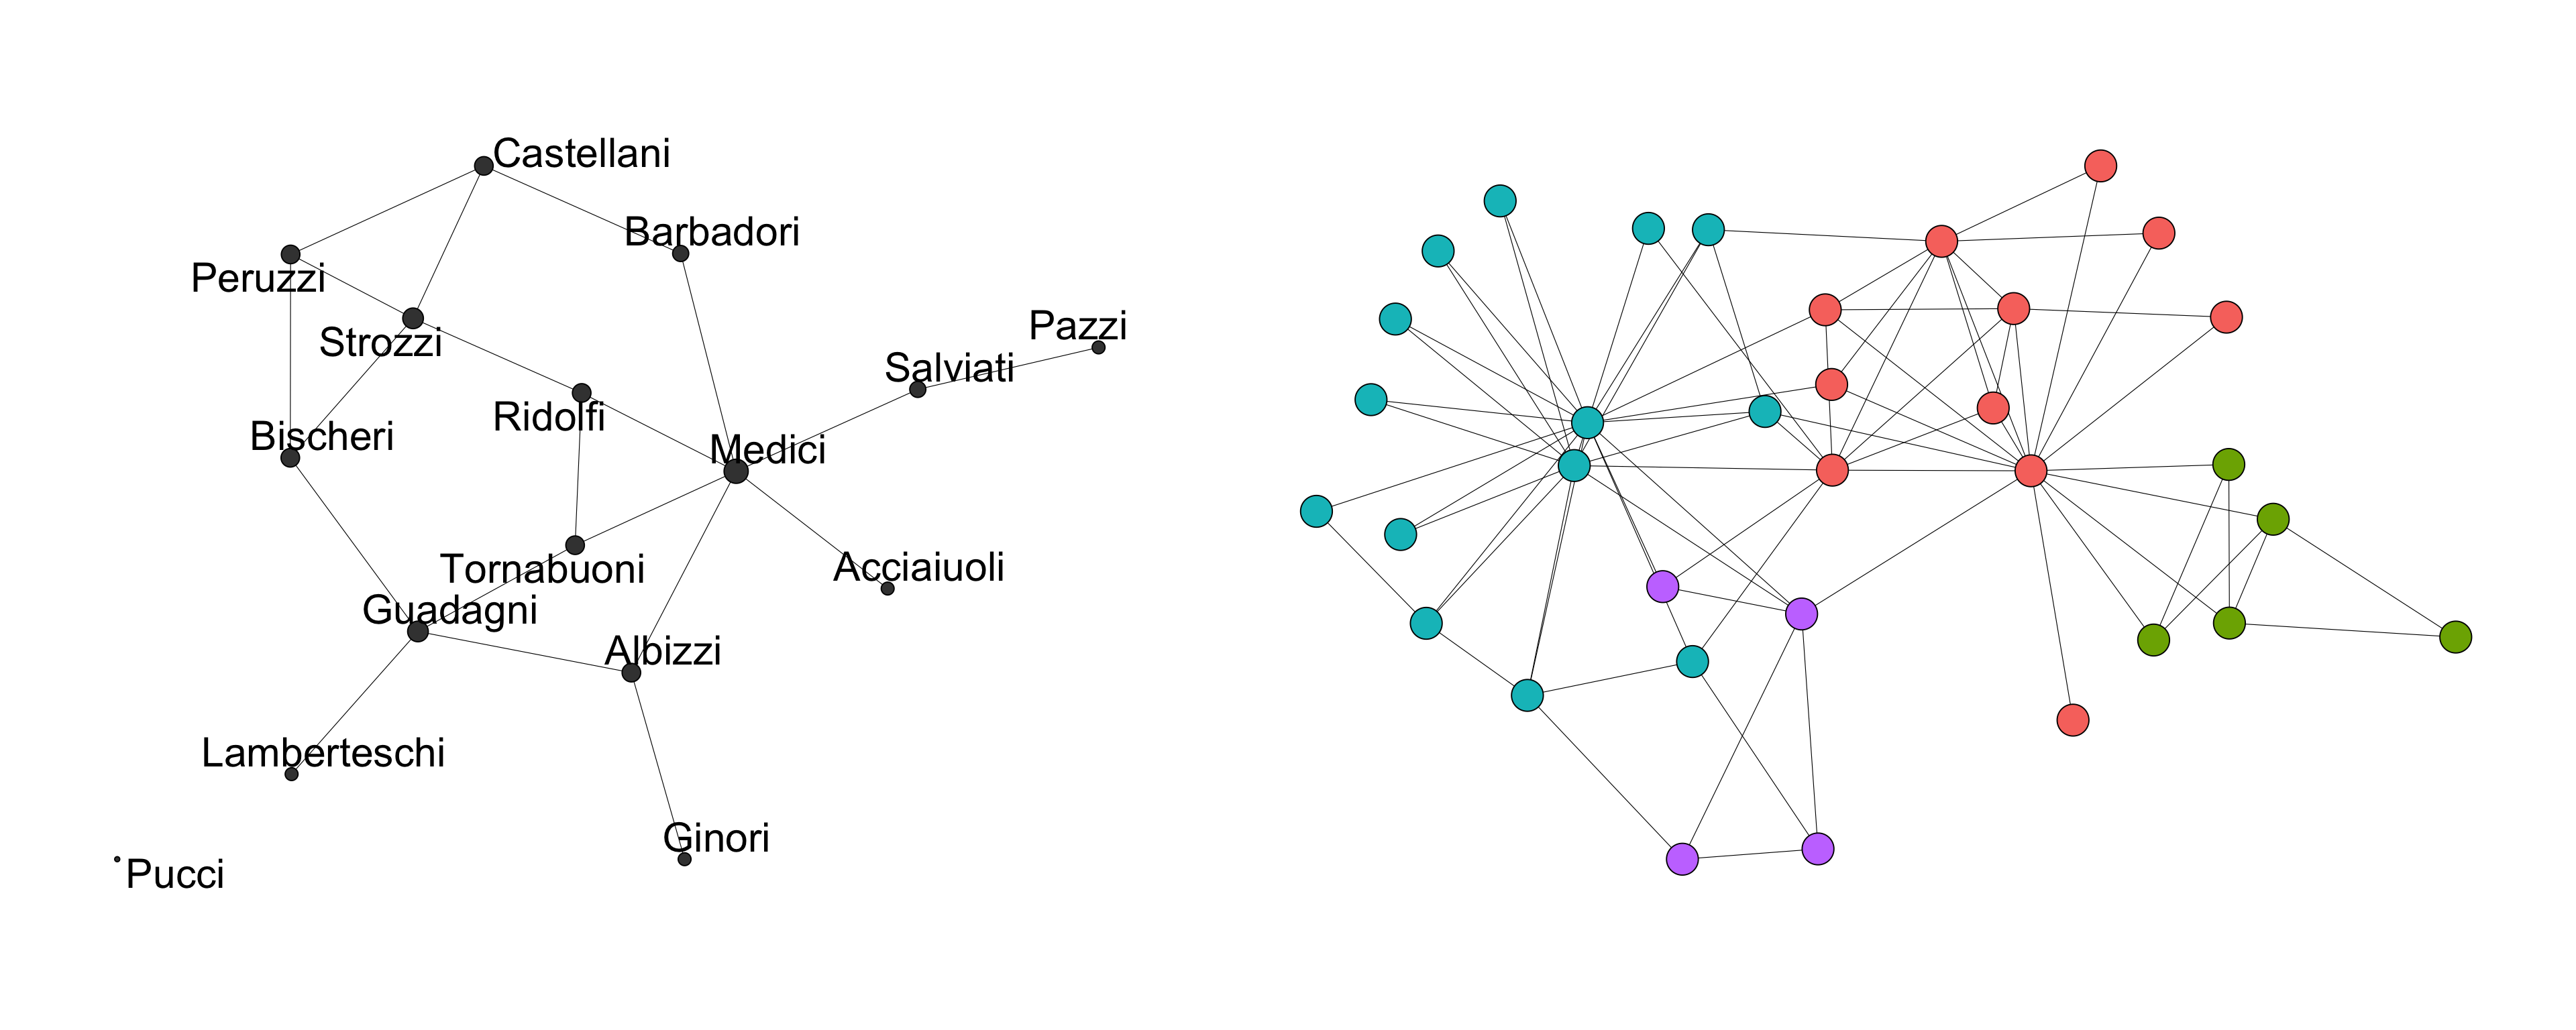 Castellani
Barbadori
Peruzzi
Pazzi
Strozzi
Salviati
Ridolfi
Bischeri
Medici
Tornabuoni
Acciaiuoli
Guadagni
Albizzi
Lamberteschi
Ginori
Pucci